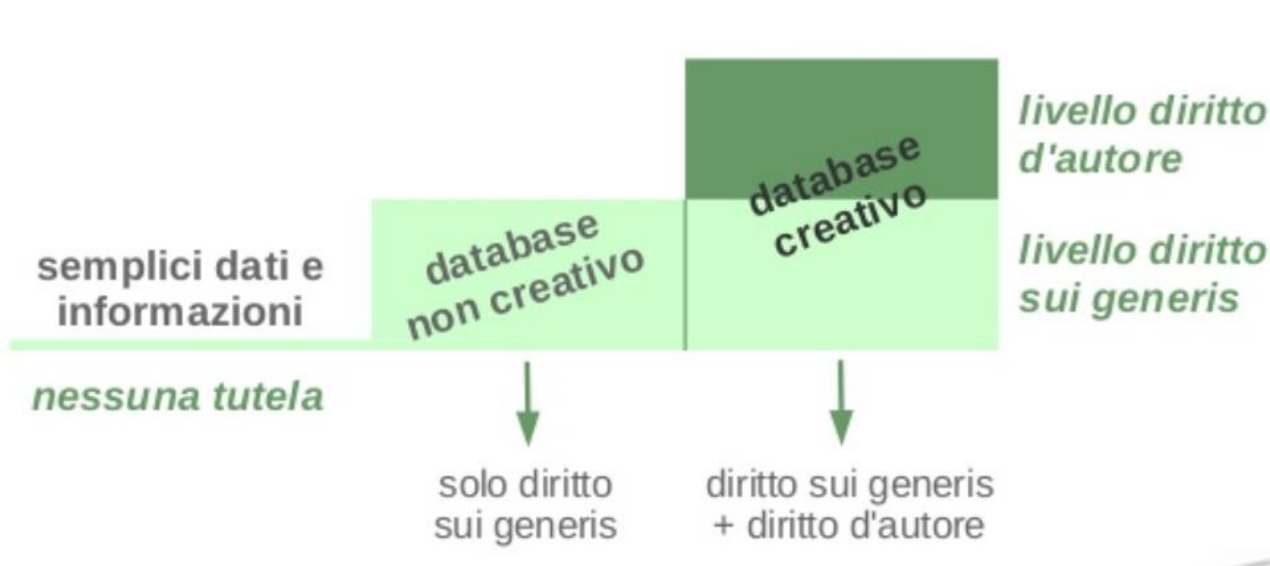 semplici dati e
informazioni
nessuna tutela
database
non creativo
database
creativo
livello diritto
d'autore
livello diritto
sui generis
solo diritto
sui generis
diritto sui generis
+ diritto d'autore